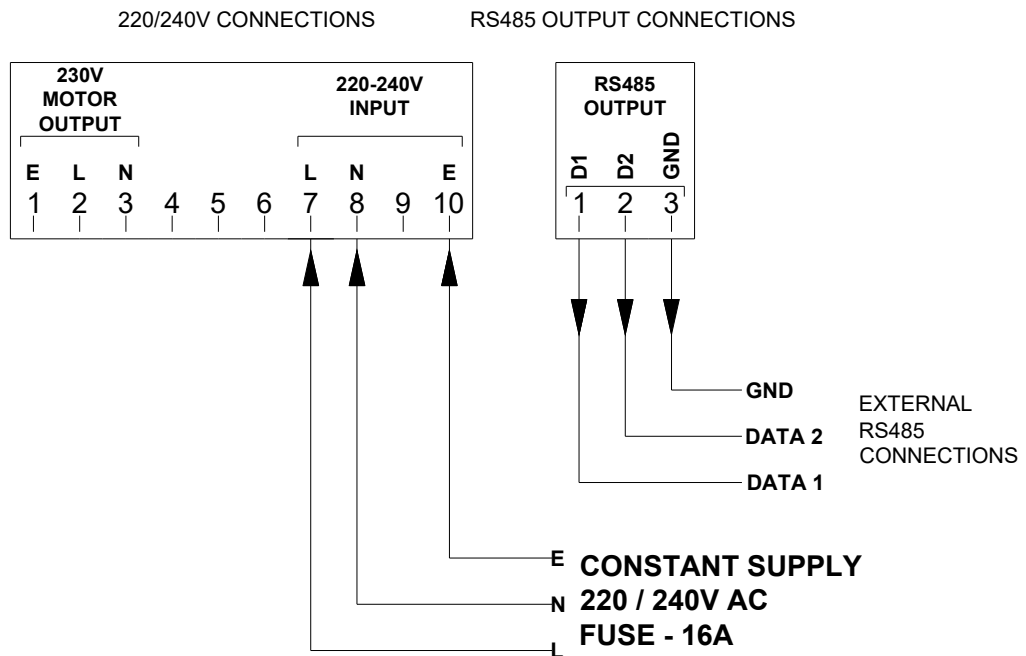 220/240V CONNECTIONS
RS485 OUTPUT CONNECTIONS
230V
MOTOR
OUTPUT
220-240V
INPUT
E L N L N E
1 2 3 4 5 6 7 8 9 10
RS485
OUTPUT
D1 D2 GND
1 2 3
GND
DATA 2
DATA 1
EXTERNAL
RS485
CONNECTIONS
E
N
L
CONSTANT SUPPLY
220 / 240V AC
FUSE - 16A